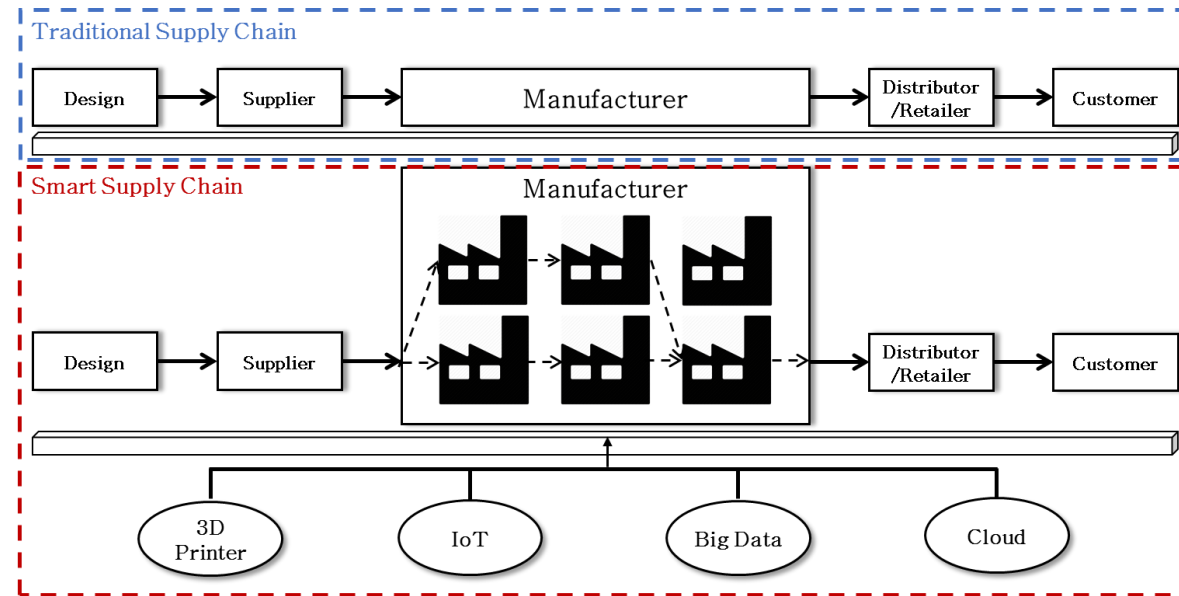 Traditional Supply Chain
Design
Supplier
Manufacturer
Distributor
/Retailer
Customer
Smart Supply Chain
Manufacturer
Design
Supplier
Distributor
/Retailer
Customer
3D
Printer
IoT
Big Data
Cloud